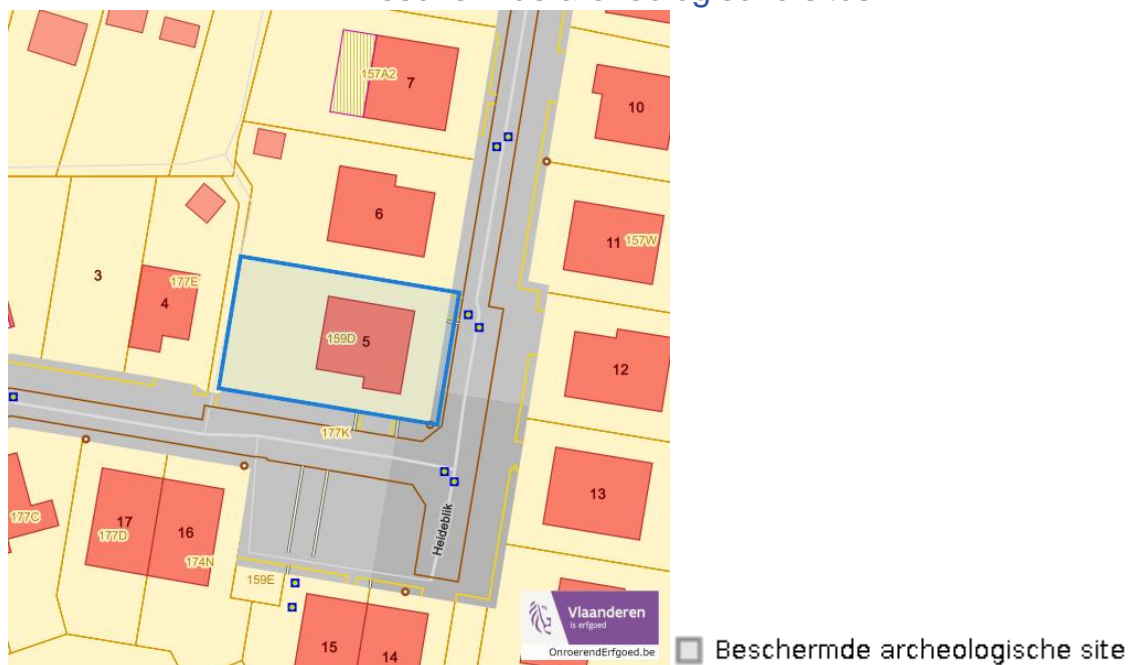 157A2
7
10
6
11
157W
3
177E
4
159D
5
12
177K
13
177C
17
177D
16
174N
Heideblik
159E
15
14
Vlaanderen
is erfgoed
OnroerendErfgoed.be
Beschermde archeologische site